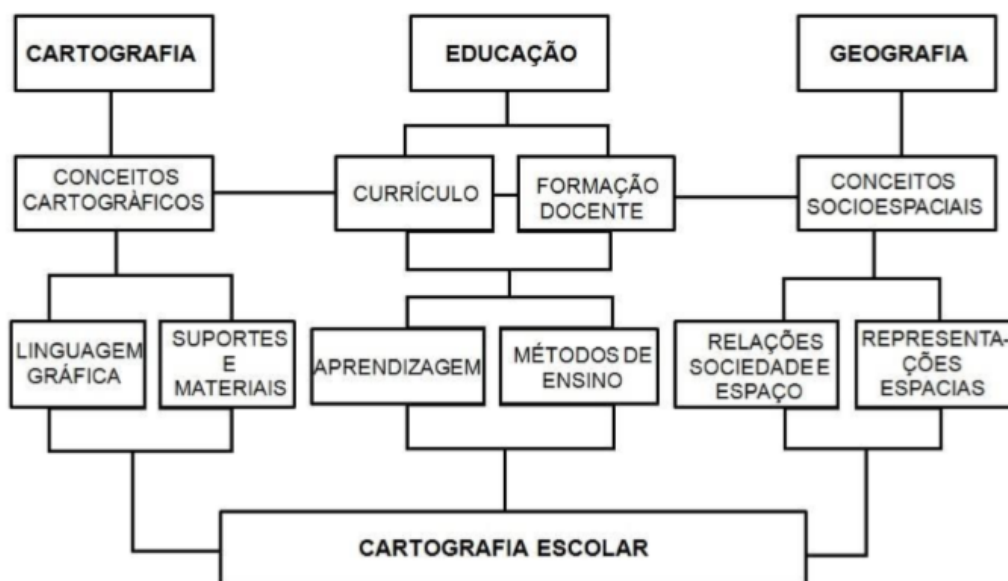 CARTOGRAFIA
EDUCAÇÃO
GEOGRAFIA
CONCEITOS
CARTOGRÀFICOS
CURRÍCULO
FORMAÇÃO
DOCENTE
CONCEITOS
SOCIOESPACIAIS
LINGUAGEM
GRÁFICA
SUPORTES
E
MATERIAIS
APRENDIZAGEM
MÉTODOS DE
ENSINO
RELAÇÕES
SOCIEDADE E
ESPAÇO
REPRESENTA-
ÇÕES
ESPACIAS
CARTOGRAFIA ESCOLAR